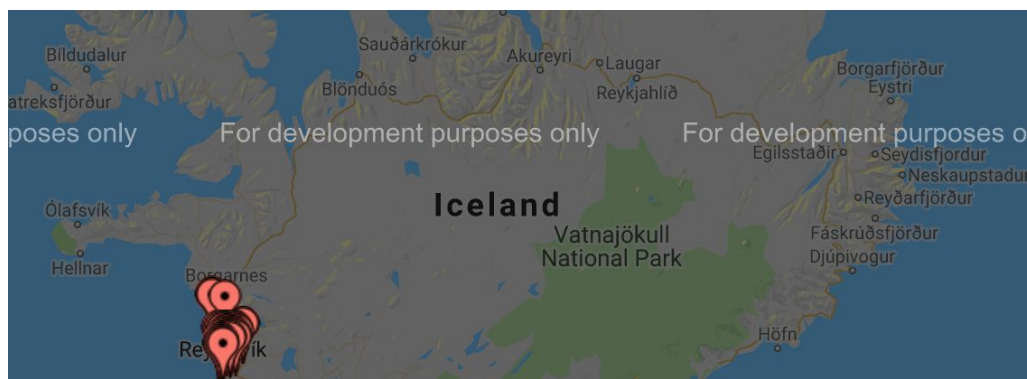 Sauðárkrókur
Akureyri
Bíldudalur
Laugar
Blönduós
Reykjahlíð
Borgarfjörður
Eystri
atreksfjörður
poses only
For development purposes only
For development purposes o
Egilsstaðir
Seydisfjordur
Neskaupstadur
Reyðarfjörður
Iceland
Ólafsvík
Vatnajökull
National Park
Fáskrúðsfjörður
Djúpivogur
Hellnar
Borgarnes
Höfn